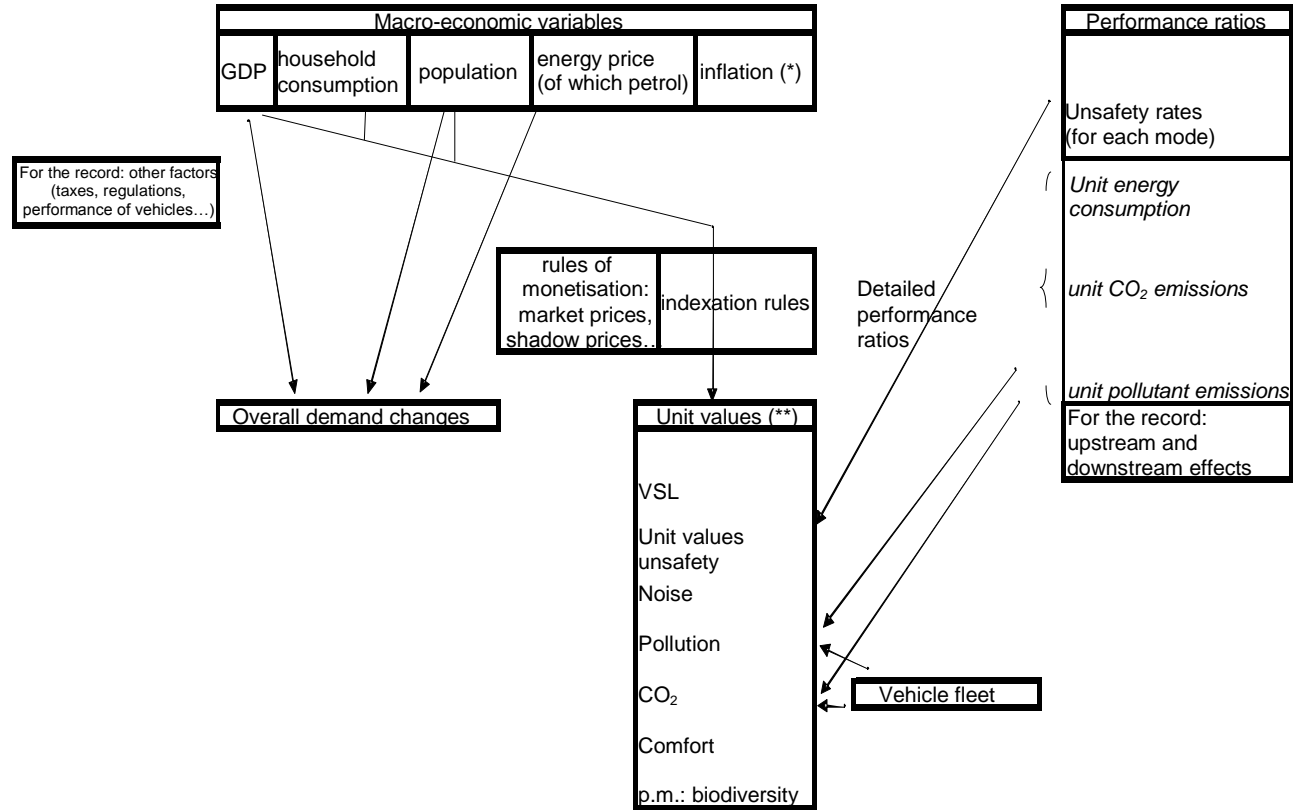 Macro-economic variables
GDP
household
consumption
population
energy price
(of which petrol)
inflation (*)
Performance ratios
Unsafety rates
(for each mode)
Unit energy
consumption
unit CO₂ emissions
unit pollutant emissions
For the record:
upstream and
downstream effects
For the record: other factors
(taxes, regulations,
performance of vehicles…)
rules of
monetisation:
market prices,
shadow prices…
indexation rules
Detailed
performance
ratios
Overall demand changes
Unit values (**)
VSL
Unit values
unsafety
Noise
Pollution
CO₂
Comfort
p.m.: biodiversity
Vehicle fleet